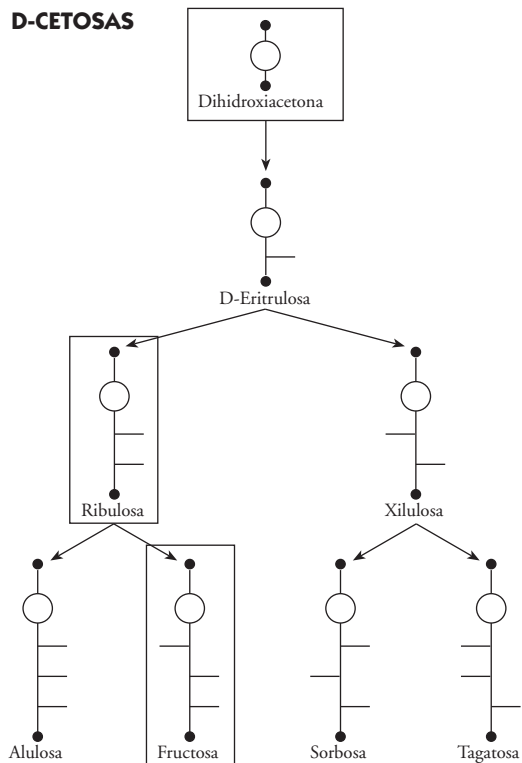 D-CETOSAS
Dihidroxiacetona
D-Eritrulosa
Ribulosa
Xilulosa
Alulosa
Fructosa
Sorbosa
Tagatosa